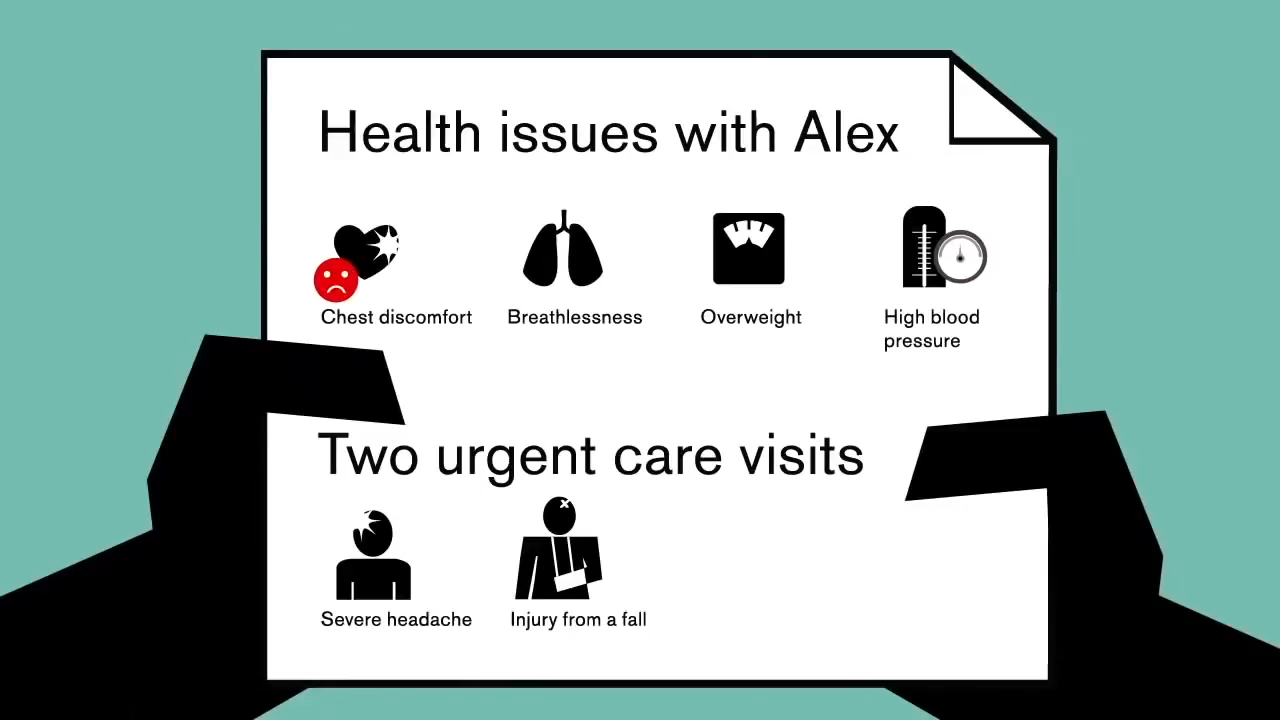 Health issues with Alex
Chest discomfort
Breathlessness
Overweight
High blood
pressure
Two urgent care visits
Severe headache
Injury from a fall